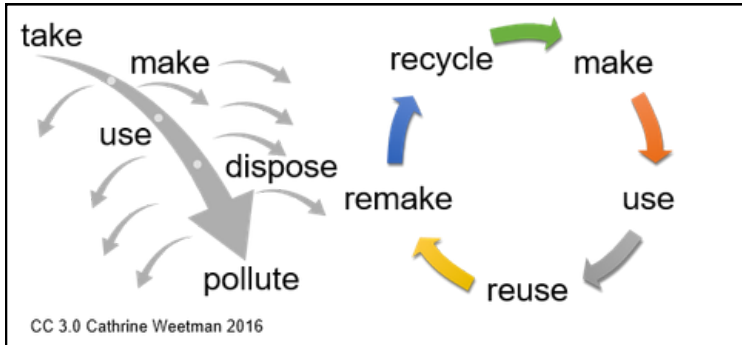 take
make
use
dispose
pollute
recycle
make
use
reuse
remake
CC 3.0 Cathrine Weetman 2016